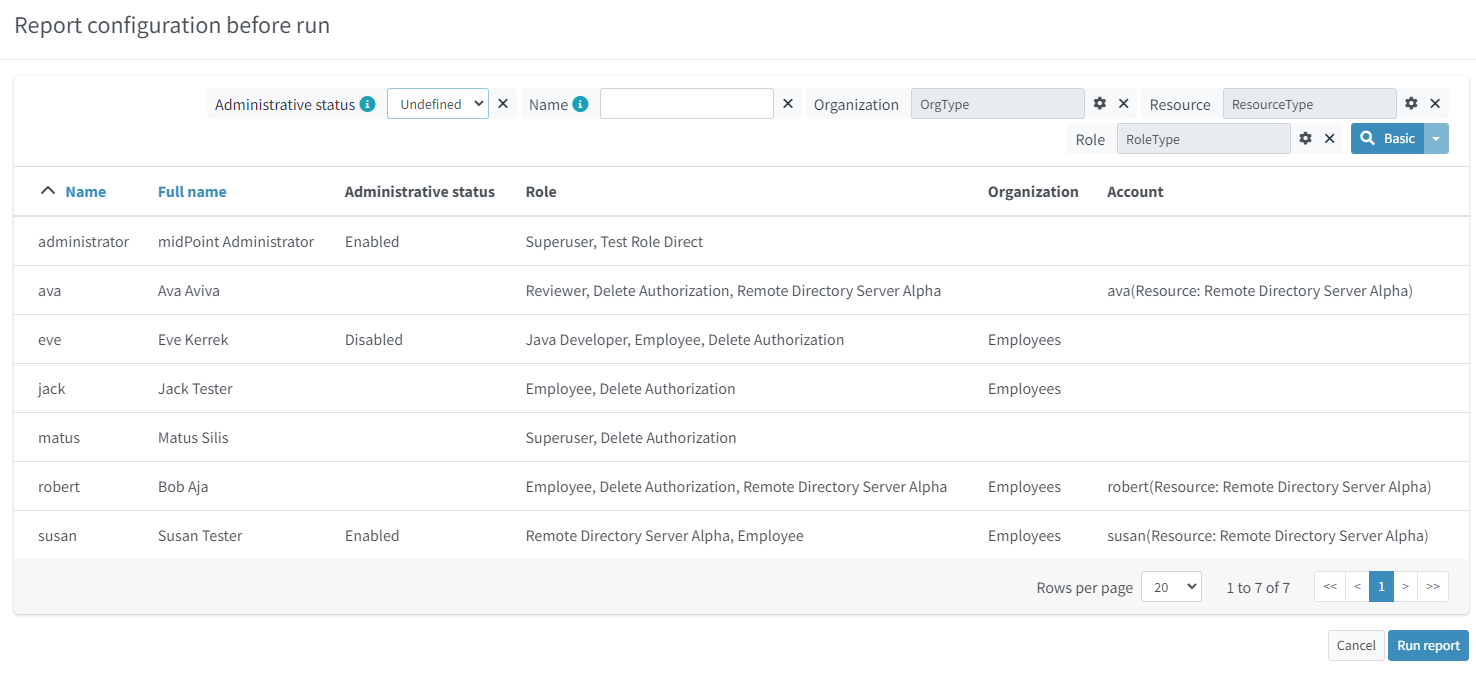 Report configuration before run
Administrative status Undefined Name Organization OrgType Resource ResourceType
Role RoleType Basic
Name Full name Administrative status Role Organization Account
administrator midPoint Administrator Enabled Superuser, Test Role Direct
ava Ava Aviva Reviewer, Delete Authorization, Remote Directory Server Alpha ava(Resource: Remote Directory Server Alpha)
eve Eve Kerrek Disabled Java Developer, Employee, Delete Authorization Employees
jack Jack Tester Employee, Delete Authorization Employees
matus Matus Silis Superuser, Delete Authorization
robert Bob Aja Employee, Delete Authorization, Remote Directory Server Alpha Employees robert(Resource: Remote Directory Server Alpha)
susan Susan Tester Enabled Remote Directory Server Alpha, Employee Employees susan(Resource: Remote Directory Server Alpha)
Rows per page 20 1 to 7 of 7 << < 1 > >>
Cancel Run report